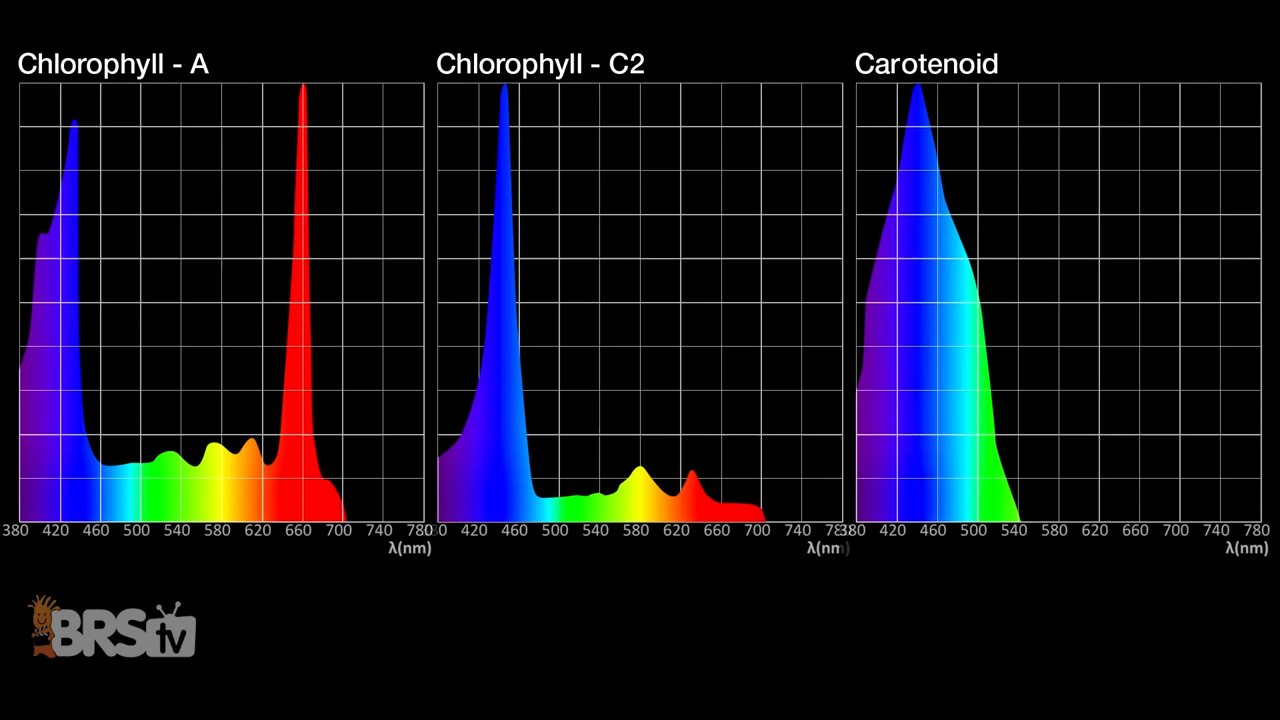 Chlorophyll - A
Chlorophyll - C2
Carotenoid
380 420 460 500 540 580 620 660 700 740 780
λ(nm)
420 460 500 540 580 620 660 700 740
λ(nm)
380 420 460 500 540 580 620 660 700 740 780
λ(nm)
BRStv